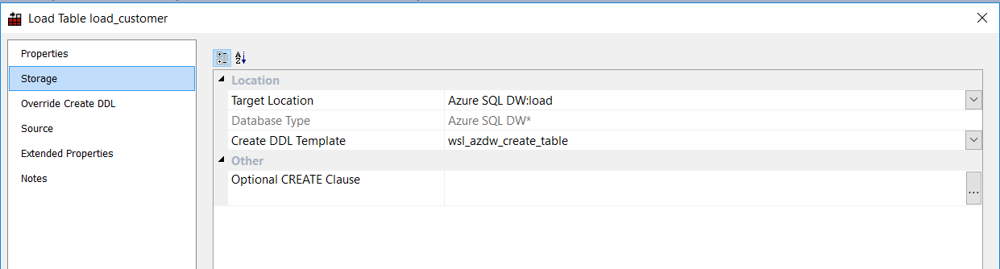 Load Table load_customer
Properties
Storage
Override Create DDL
Source
Extended Properties
Notes
Location
Target Location Azure SQL DW:load
Database Type Azure SQL DW*
Create DDL Template wsl_azdw_create_table
Other
Optional CREATE Clause
...